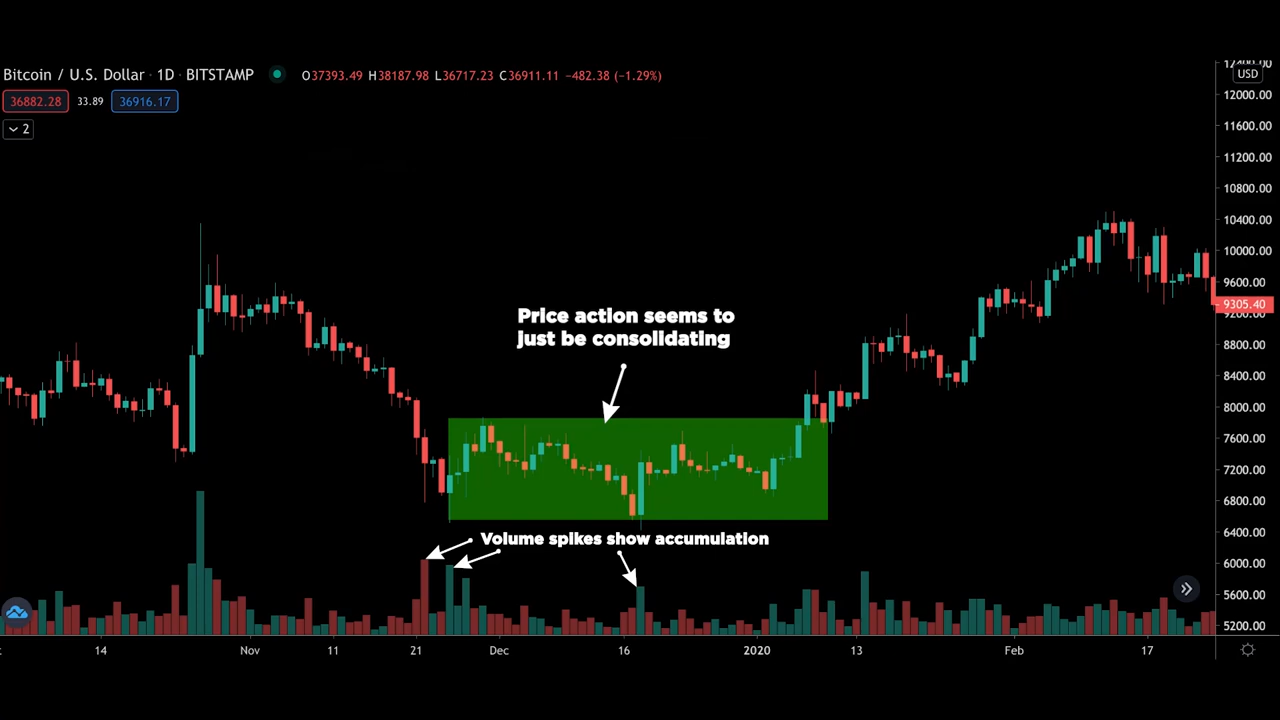 Bitcoin / U.S. Dollar · 1D · BITSTAMP O37393.49 H38187.98 L36717.23 C36911.11 −482.38 (−1.29%)
USD
36882.28 33.89 36916.17
2
12000.00
11600.00
11200.00
10800.00
10400.00
10000.00
9600.00
9305.40
9200.00
8800.00
8400.00
8000.00
7600.00
7200.00
6800.00
6400.00
6000.00
5600.00
5200.00
Price action seems to
just be consolidating
Volume spikes show accumulation
14 Nov 11 21 Dec 16 2020 13 Feb 17